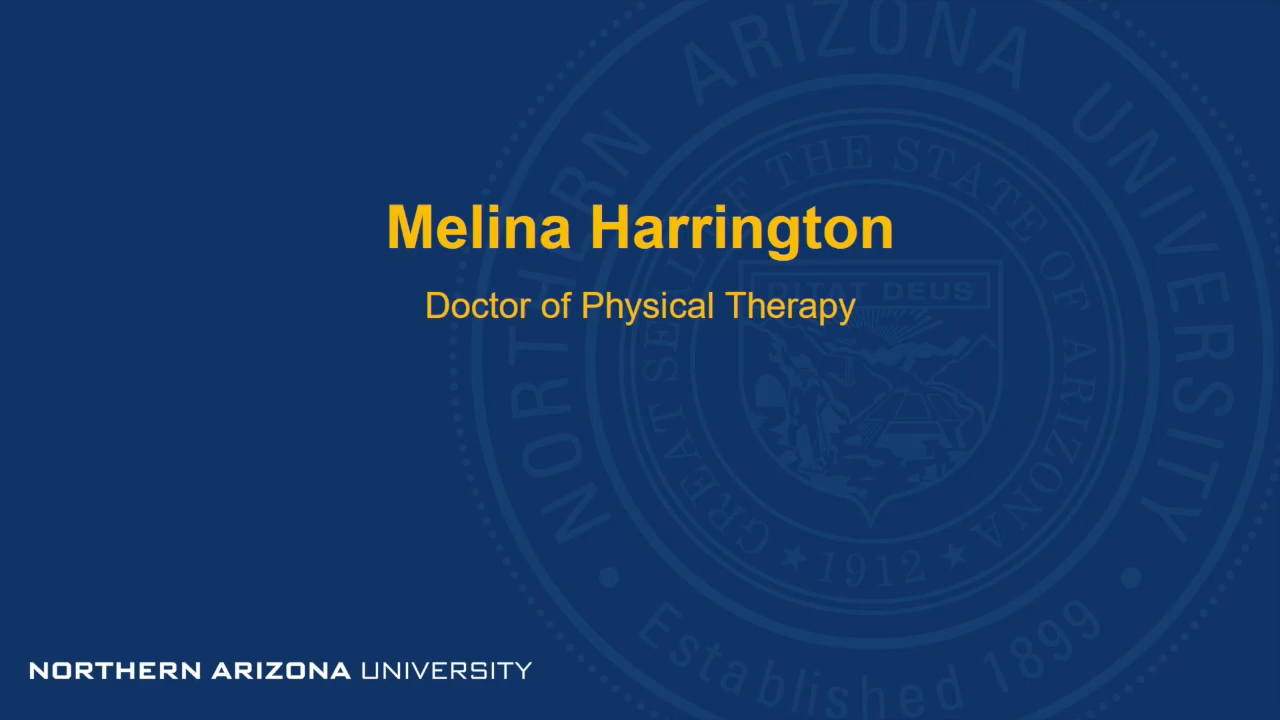 Melina Harrington
Doctor of Physical Therapy
NORTHERN ARIZONA UNIVERSITY
NORTHERN ARIZONA UNIVERSITY
GREAT SEAL OF THE STATE OF ARIZONA
DITAT DEUS
1912
Established 1899